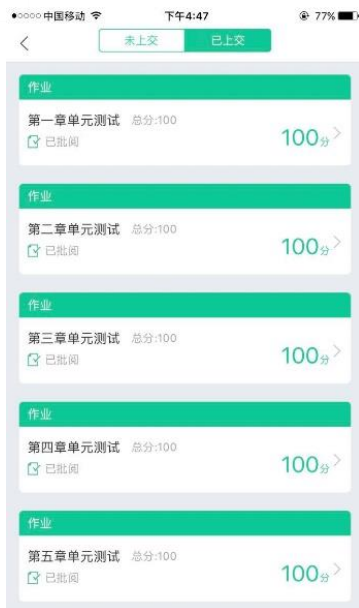 中国移动 下午4:47 77%
未上交 已上交
作业
第一章单元测试 总分:100
已批阅 100分
作业
第二章单元测试 总分:100
已批阅 100分
作业
第三章单元测试 总分:100
已批阅 100分
作业
第四章单元测试 总分:100
已批阅 100分
作业
第五章单元测试 总分:100
已批阅 100分